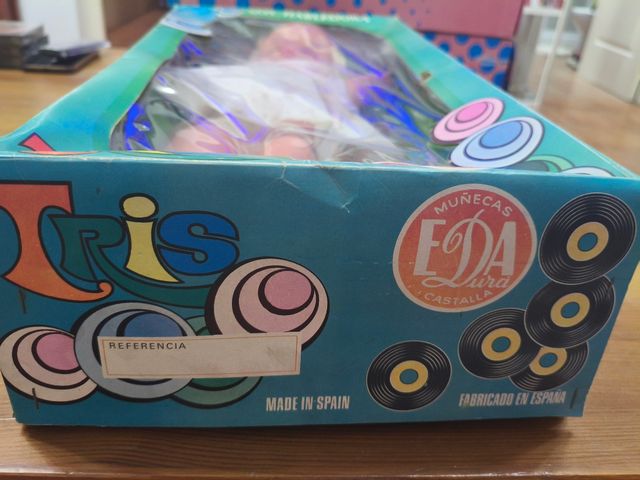 TRIS
MUÑECAS
EDA
Dura
CASTALLA
REFERENCIA
MADE IN SPAIN
FABRICADO EN ESPAÑA